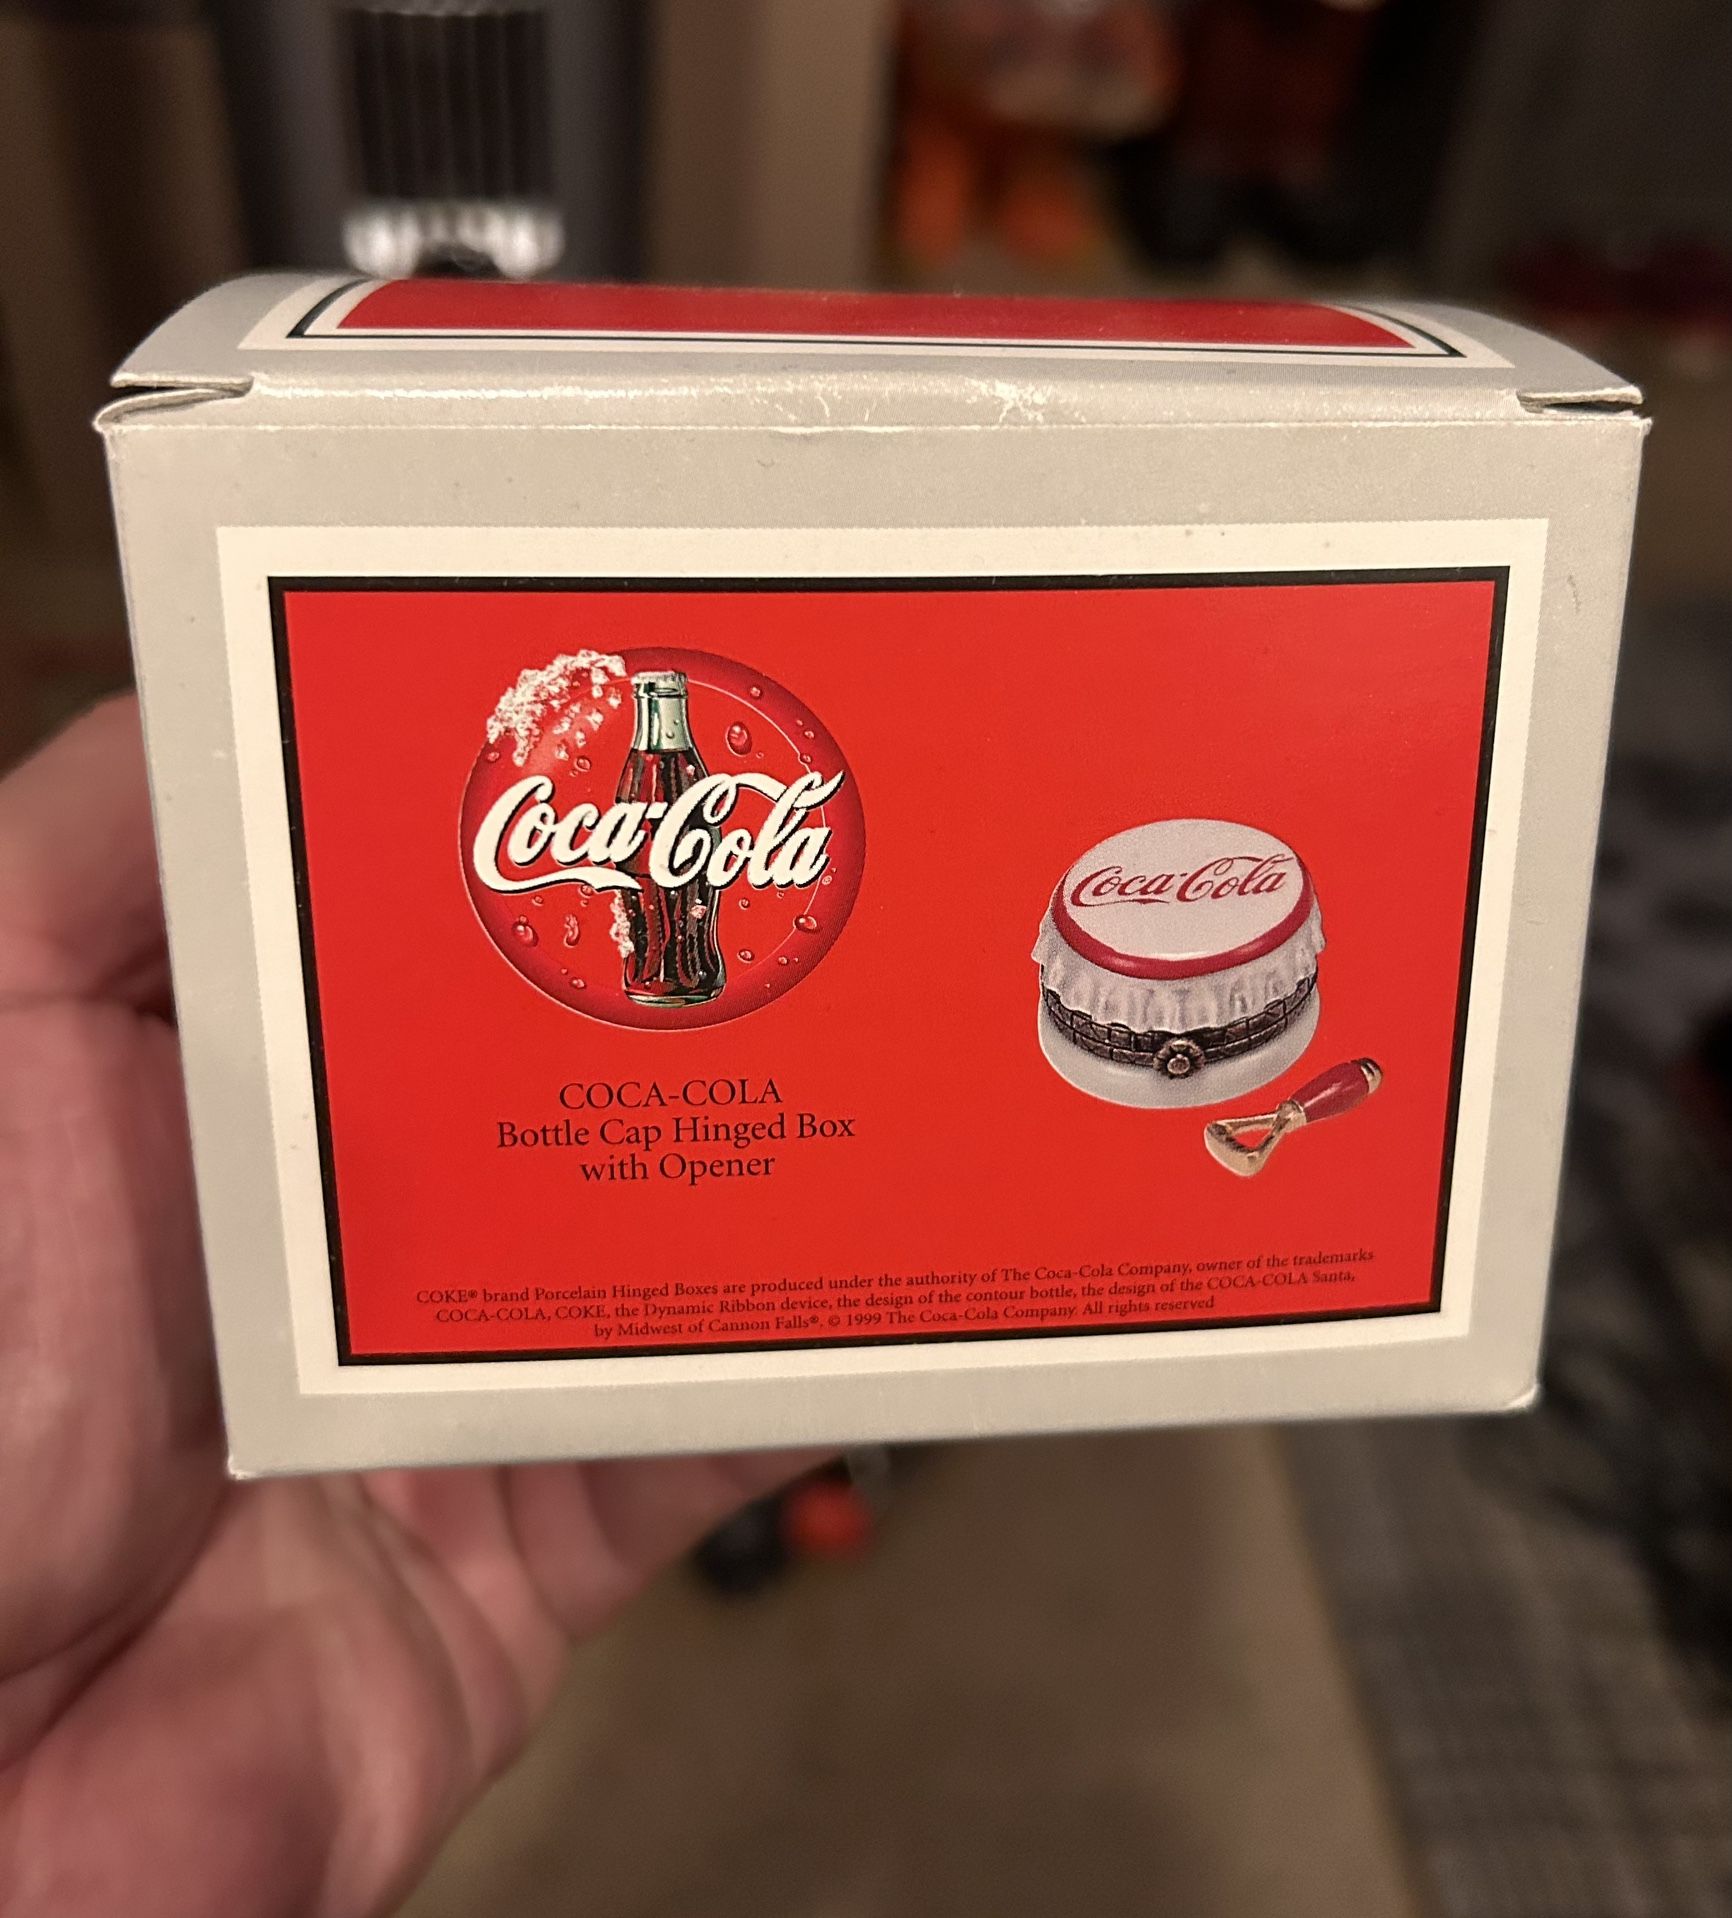 Coca-Cola
COCA-COLA
Bottle Cap Hinged Box
with Opener
Coca-Cola
COKE® brand Porcelain Hinged Boxes are produced under the authority of The Coca-Cola Company, owner of the trademarks
COCA-COLA, COKE, the Dynamic Ribbon device, the design of the contour bottle, the design of the COCA-COLA Santa,
by Midwest of Cannon Falls®. © 1999 The Coca-Cola Company. All rights reserved